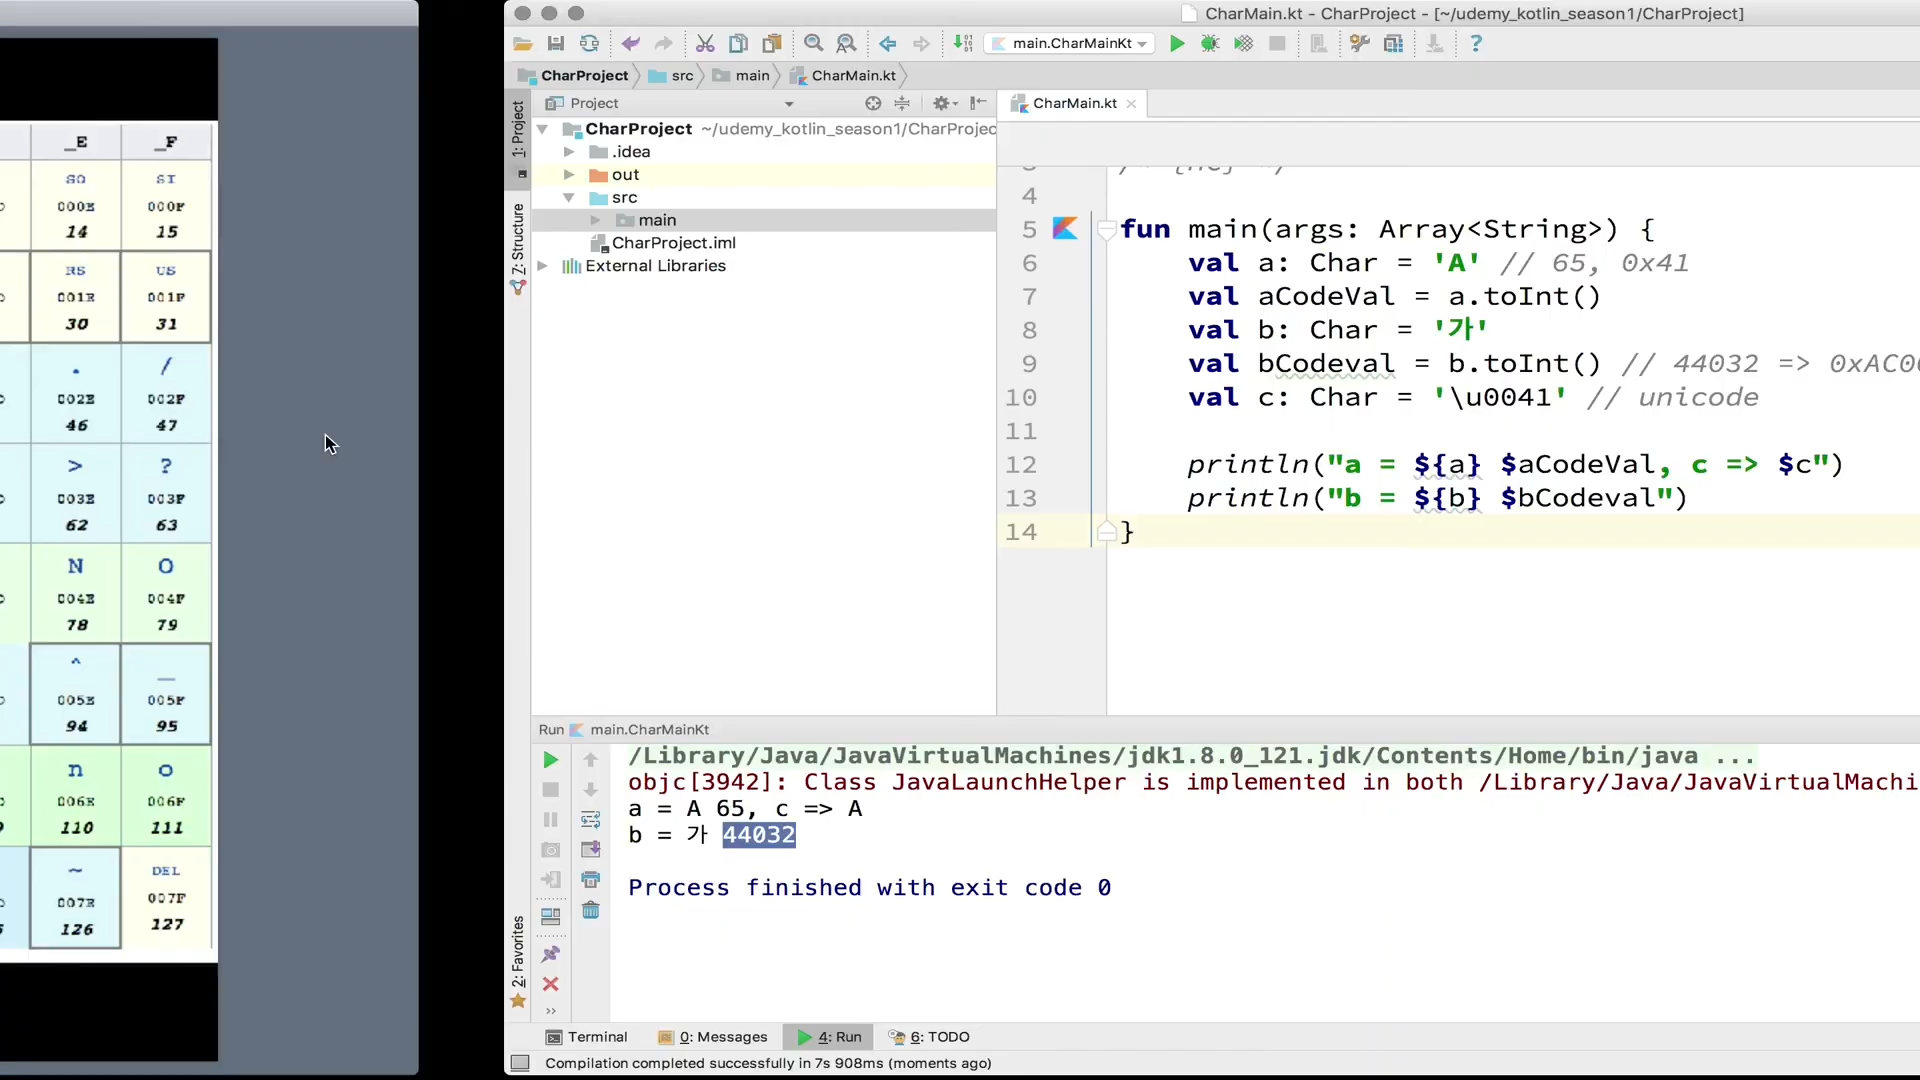 _E _F
SO SI
000E 000F
14 15
RS US
001E 001F
30 31
. /
002E 002F
46 47
> ?
003E 003F
62 63
N O
004E 004F
78 79
^ _
005E 005F
94 95
n o
006E 006F
110 111
~ DEL
007E 007F
126 127
CharMain.kt - CharProject - [~/udemy_kotlin_season1/CharProject]
main.CharMainKt
CharProject src main CharMain.kt
1: Project
Project
CharMain.kt
CharProject ~/udemy_kotlin_season1/CharProjec
.idea
out
src
main
CharProject.iml
External Libraries
7: Structure
4
5 fun main(args: Array<String>) {
6 val a: Char = 'A' // 65, 0x41
7 val aCodeVal = a.toInt()
8 val b: Char = '가'
9 val bCodeval = b.toInt() // 44032 => 0xAC00
10 val c: Char = '\u0041' // unicode
11
12 println("a = ${a} $aCodeVal, c => $c")
13 println("b = ${b} $bCodeval")
14 }
Run main.CharMainKt
/Library/Java/JavaVirtualMachines/jdk1.8.0_121.jdk/Contents/Home/bin/java ...
objc[3942]: Class JavaLaunchHelper is implemented in both /Library/Java/JavaVirtualMachi
a = A 65, c => A
b = 가 44032
Process finished with exit code 0
2: Favorites
Terminal 0: Messages 4: Run 6: TODO
Compilation completed successfully in 7s 908ms (moments ago)